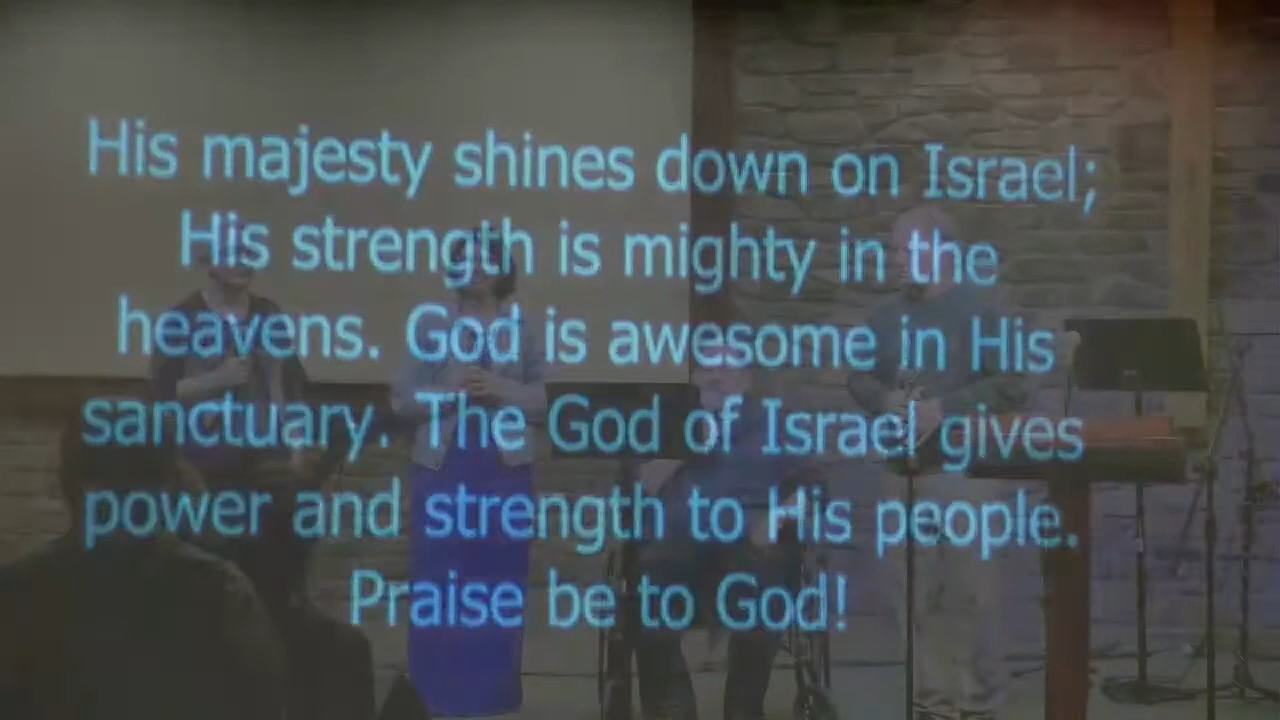 His majesty shines down on Israel;
His strength is mighty in the
heavens. God is awesome in His
sanctuary. The God of Israel gives
power and strength to His people.
Praise be to God!